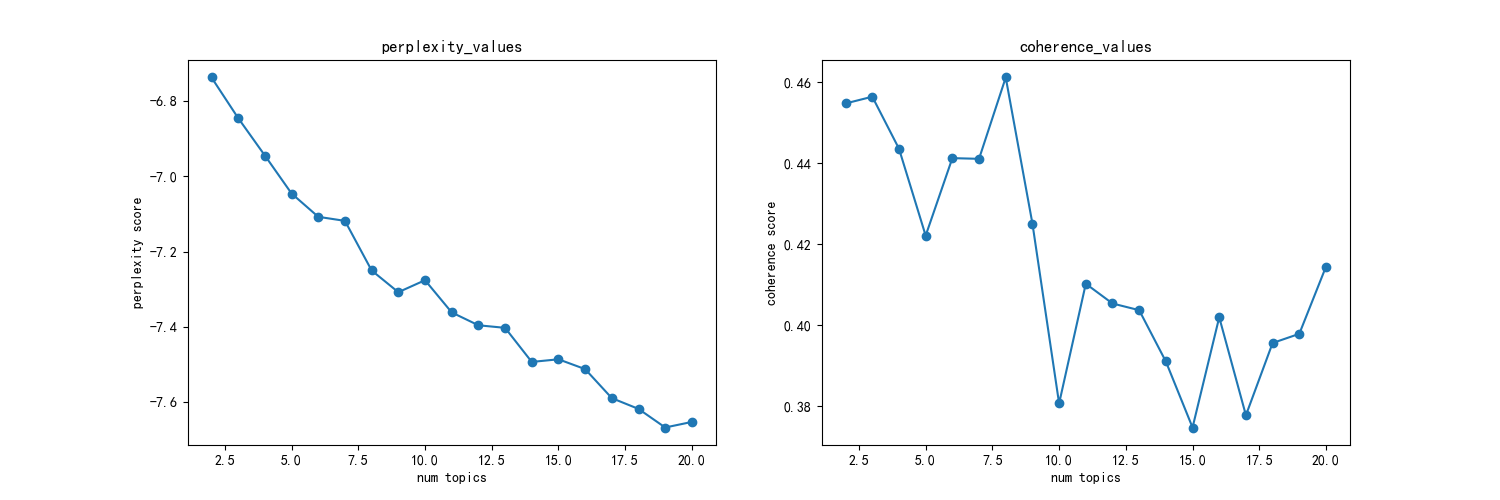 perplexity_values
perplexity score
-6.8
-7.0
-7.2
-7.4
-7.6
2.5 5.0 7.5 10.0 12.5 15.0 17.5 20.0
num topics
coherence_values
coherence score
0.46
0.44
0.42
0.40
0.38
2.5 5.0 7.5 10.0 12.5 15.0 17.5 20.0
num topics